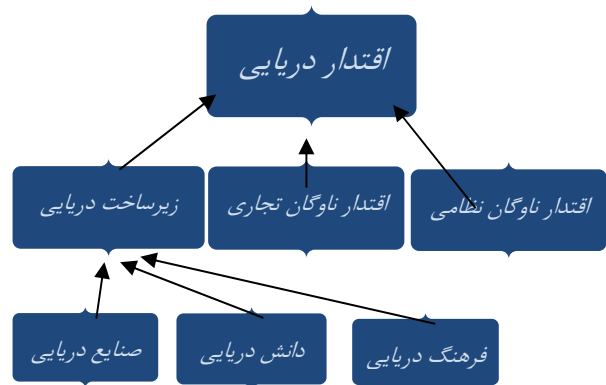 اقتدار دریایی
اقتدار ناوگان نظامی
اقتدار ناوگان تجاری
زیرساخت دریایی
فرهنگ دریایی
دانش دریایی
صنایع دریایی